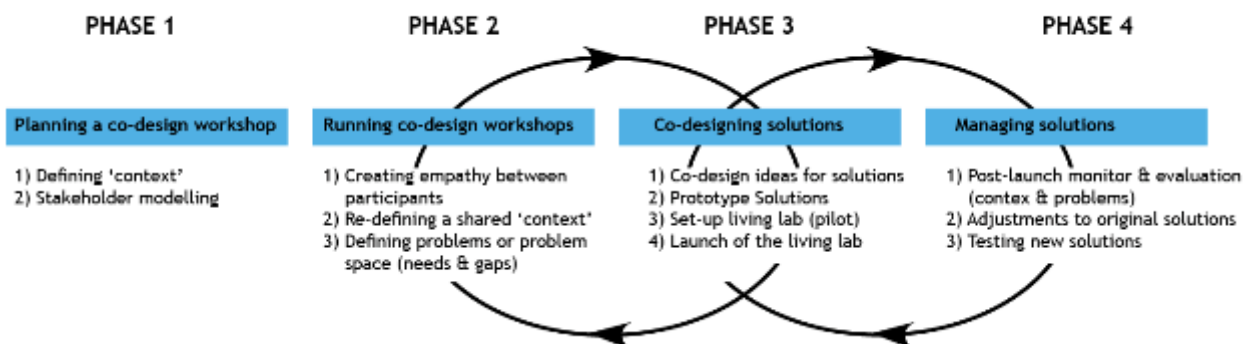 PHASE 1
PHASE 2
PHASE 3
PHASE 4
Planning a co-design workshop
1) Defining ‘context’
2) Stakeholder modelling
Running co-design workshops
1) Creating empathy between
participants
2) Re-defining a shared ‘context’
3) Defining problems or problem
space (needs & gaps)
Co-designing solutions
1) Co-design ideas for solutions
2) Prototype Solutions
3) Set-up living lab (pilot)
4) Launch of the living lab
Managing solutions
1) Post-launch monitor & evaluation
(contex & problems)
2) Adjustments to original solutions
3) Testing new solutions